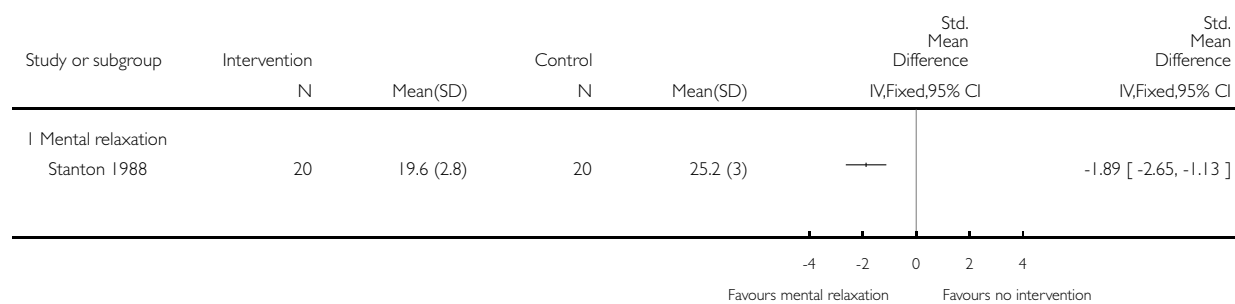 Std.
Mean
Difference
Std.
Mean
Difference
Study or subgroup Intervention Control
N Mean(SD) N Mean(SD) IV,Fixed,95% CI IV,Fixed,95% CI
1 Mental relaxation
Stanton 1988 20 19.6 (2.8) 20 25.2 (3) -1.89 [ -2.65, -1.13 ]
-4 -2 0 2 4
Favours mental relaxation Favours no intervention